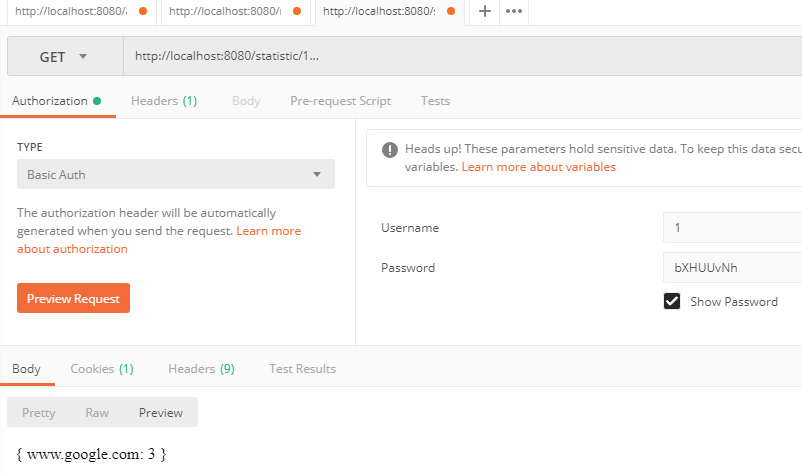 http://localhost:8080/ http://localhost:8080/ http://localhost:8080/ + •••
GET http://localhost:8080/statistic/1...
Authorization Headers (1) Body Pre-request Script Tests
TYPE
Basic Auth
The authorization header will be automatically
generated when you send the request. Learn more
about authorization
Preview Request
! Heads up! These parameters hold sensitive data. To keep this data secu
variables. Learn more about variables
Username 1
Password bXHUUvNh
Show Password
Body Cookies (1) Headers (9) Test Results
Pretty Raw Preview
{ www.google.com: 3 }